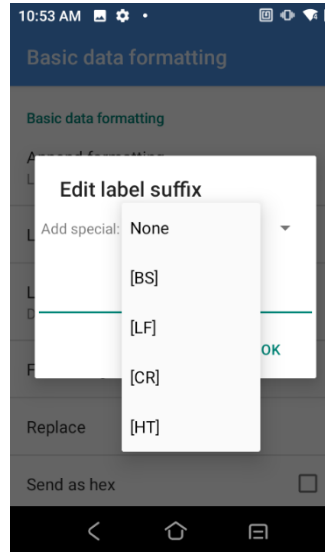 10:53 AM
Basic data formatting
Basic data formatting
Edit label suffix
Add special:
None
[BS]
[LF]
[CR]
[HT]
OK
Replace
Send as hex